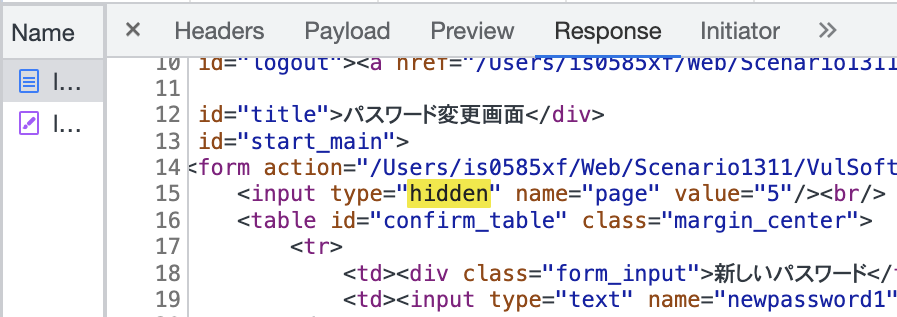 Name × Headers Payload Preview Response Initiator »
l...
l...
10 id="logout"><a href="/Users/is0585xf/Web/Scenario1311
11
12 id="title">パスワード変更画面</div>
13 id="start_main">
14 <form action="/Users/is0585xf/Web/Scenario1311/VulSoft
15 <input type="hidden" name="page" value="5"/><br/>
16 <table id="confirm_table" class="margin_center">
17 <tr>
18 <td><div class="form_input">新しいパスワード</
19 <td><input type="text" name="newpassword1"